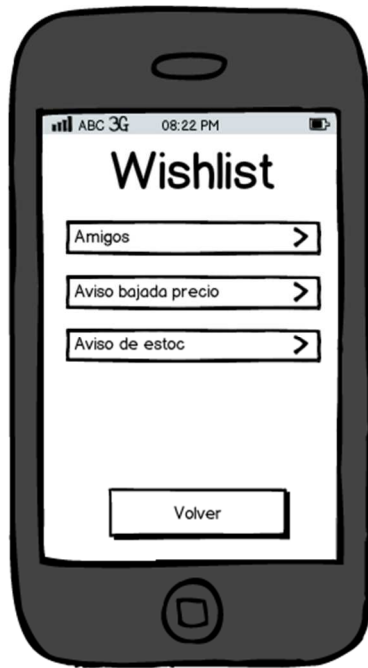 ABC 3G 08:22 PM
Wishlist
Amigos
Aviso bajada precio
Aviso de estoc
Volver